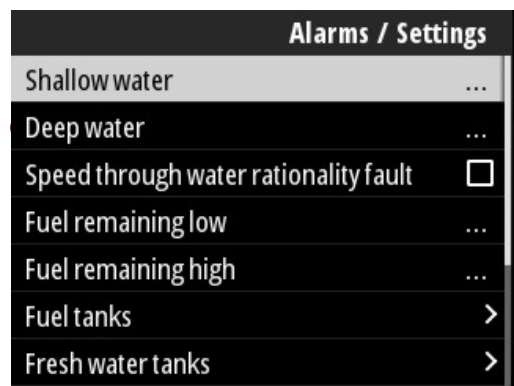 Alarms / Settings
Shallow water ...
Deep water ...
Speed through water rationality fault
Fuel remaining low ...
Fuel remaining high ...
Fuel tanks >
Fresh water tanks >